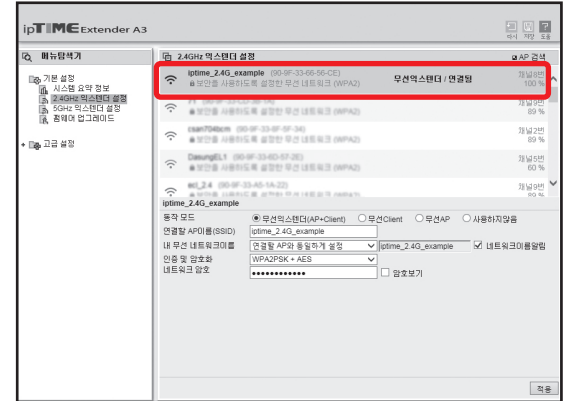 ipTIME Extender A3
다시 저장 도움
메뉴탐색기
기본 설정
시스템 요약 정보
2.4GHz 익스텐더 설정
5GHz 익스텐더 설정
펌웨어 업그레이드
고급 설정
2.4GHz 익스텐더 설정
AP 검색
iptime_2.4G_example (90-9F-33-66-56-CE)
보안을 사용하도록 설정한 무선 네트워크 (WPA2)
무선익스텐더 / 연결됨
채널8번
100 %
채널9번
89 %
보안을 사용하도록 설정한 무선 네트워크 (WPA2)
채널2번
89 %
보안을 사용하도록 설정한 무선 네트워크 (WPA2)
DasungEL1
채널5번
60 %
보안을 사용하도록 설정한 무선 네트워크 (WPA2)
채널9번
89 %
iptime_2.4G_example
동작 모드 무선익스텐더(AP+Client) 무선Client 무선AP 사용하지않음
연결할 AP이름(SSID) iptime_2.4G_example
내 무선 네트워크이름 연결할 AP와 동일하게 설정 iptime_2.4G_example 네트워크이름알림
인증 및 암호화 WPA2PSK + AES
네트워크 암호 •••••••••••• 암호보기
적용